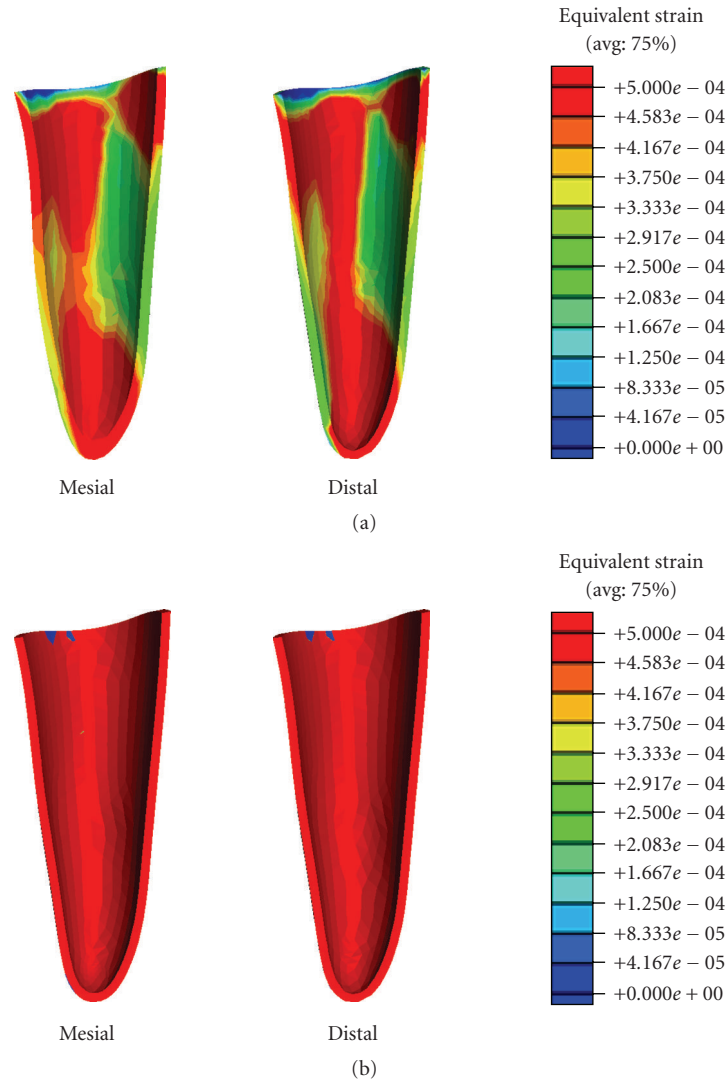 Equivalent strain
(avg: 75%)
+5.000e − 04
+4.583e − 04
+4.167e − 04
+3.750e − 04
+3.333e − 04
+2.917e − 04
+2.500e − 04
+2.083e − 04
+1.667e − 04
+1.250e − 04
+8.333e − 05
+4.167e − 05
+0.000e + 00
Mesial
Distal
(a)
Equivalent strain
(avg: 75%)
+5.000e − 04
+4.583e − 04
+4.167e − 04
+3.750e − 04
+3.333e − 04
+2.917e − 04
+2.500e − 04
+2.083e − 04
+1.667e − 04
+1.250e − 04
+8.333e − 05
+4.167e − 05
+0.000e + 00
Mesial
Distal
(b)